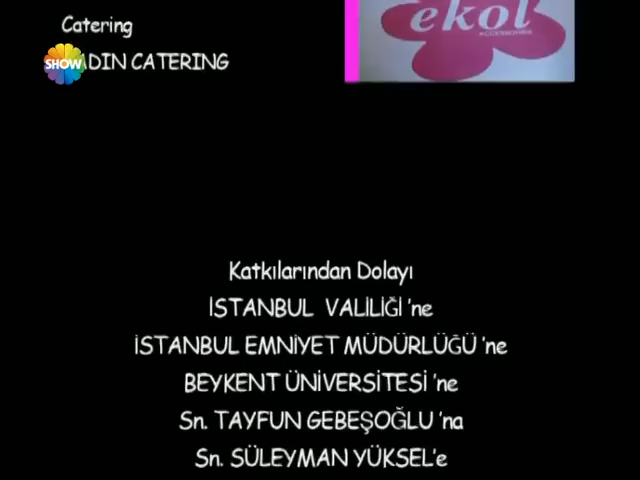 Catering
DIN CATERING
SHOW
ekol
Katkılarından Dolayı
İSTANBUL VALİLİĞİ 'ne
İSTANBUL EMNİYET MÜDÜRLÜĞÜ 'ne
BEYKENT ÜNİVERSİTESİ 'ne
Sn. TAYFUN GEBEŞOĞLU 'na
Sn. SÜLEYMAN YÜKSEL'e